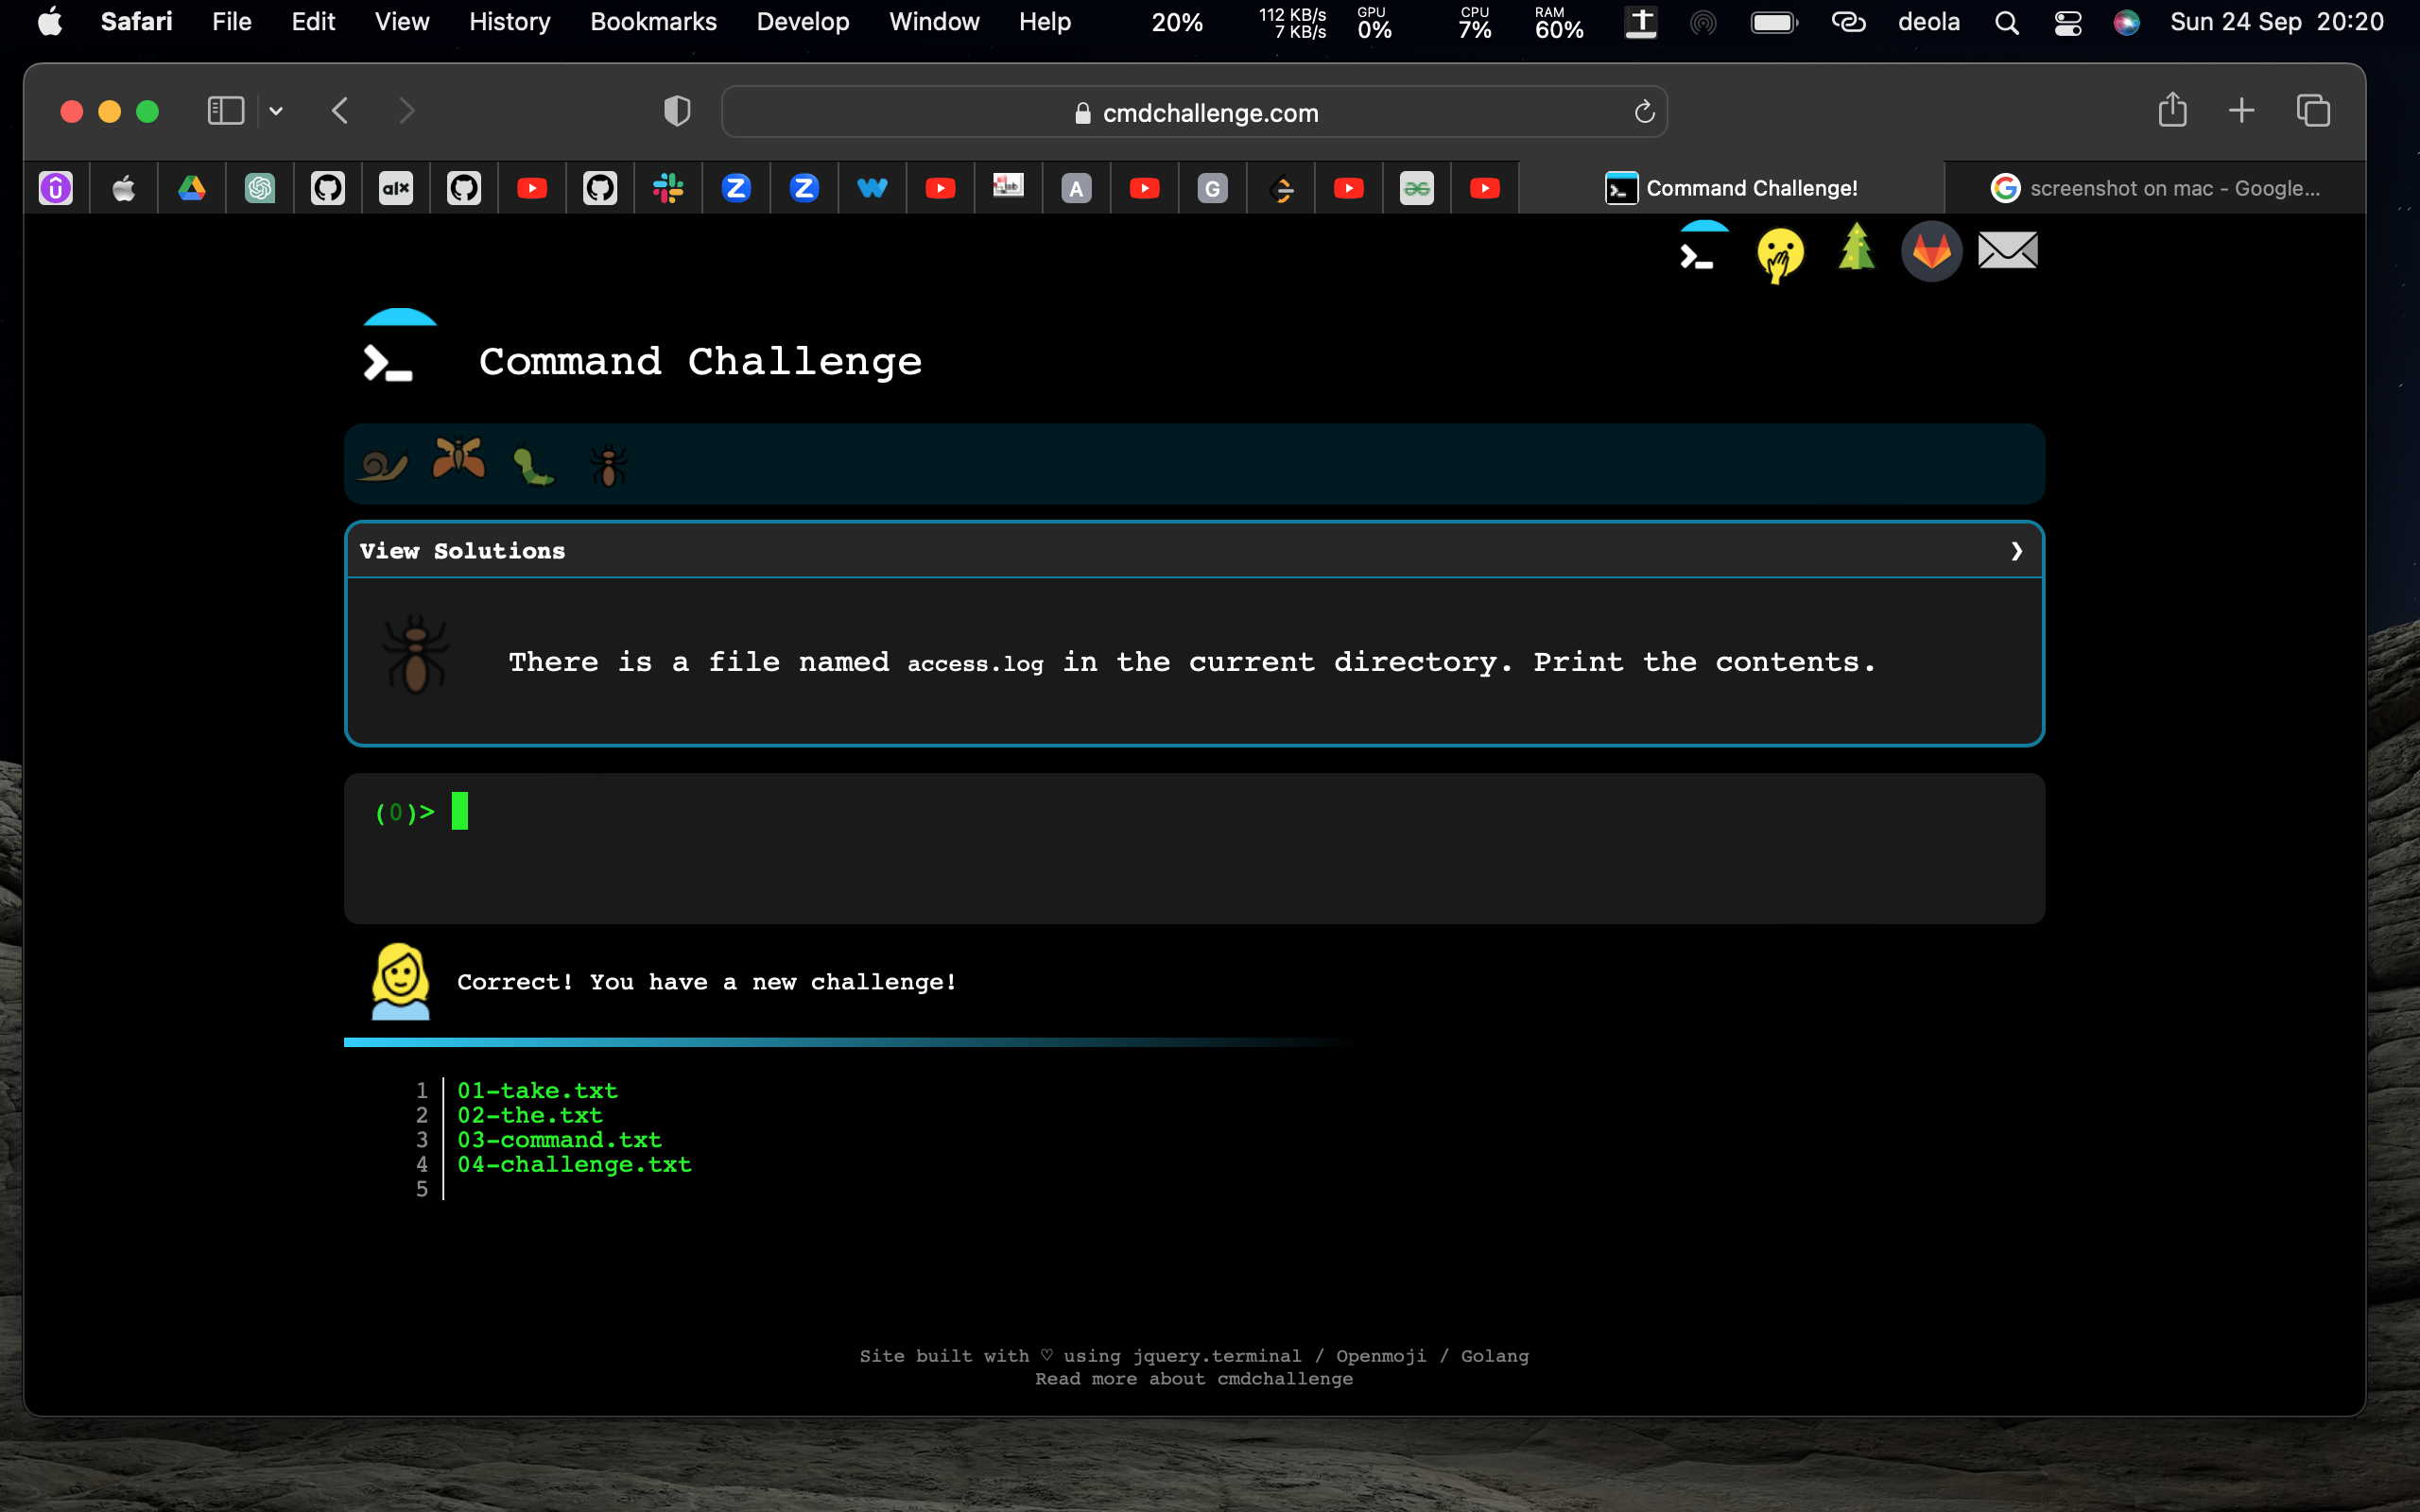 Safari File Edit View History Bookmarks Develop Window Help 20% 112 KB/s 7 KB/s GPU 0% CPU 7% RAM 60% deola Sun 24 Sep 20:20
cmdchallenge.com
alx A G Command Challenge! screenshot on mac - Google...
Command Challenge
View Solutions
There is a file named access.log in the current directory. Print the contents.
(0)>
Correct! You have a new challenge!
1 01-take.txt
2 02-the.txt
3 03-command.txt
4 04-challenge.txt
5
Site built with ♡ using jquery.terminal / Openmoji / Golang
Read more about cmdchallenge